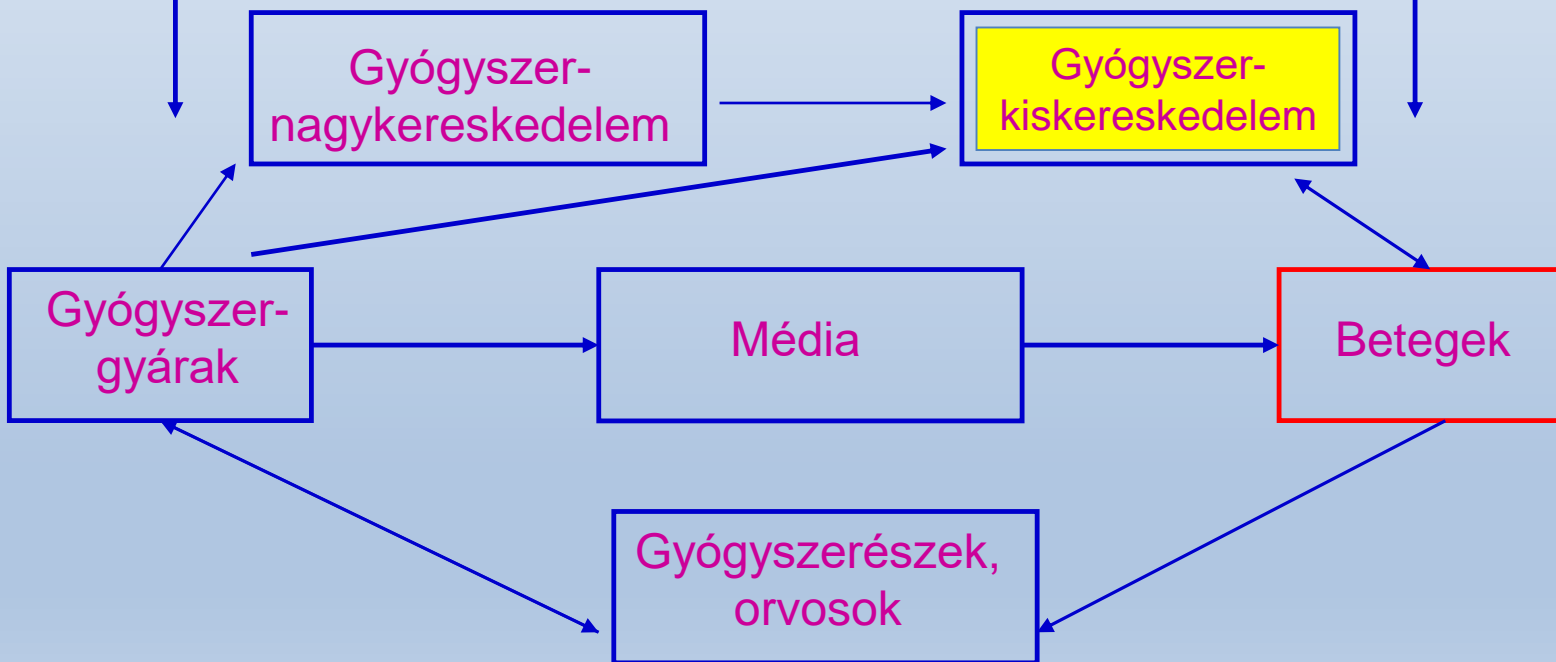 Gyógyszer-
nagykereskedelem
Gyógyszer-
kiskereskedelem
Gyógyszer-
gyárak
Média
Betegek
Gyógyszerészek,
orvosok